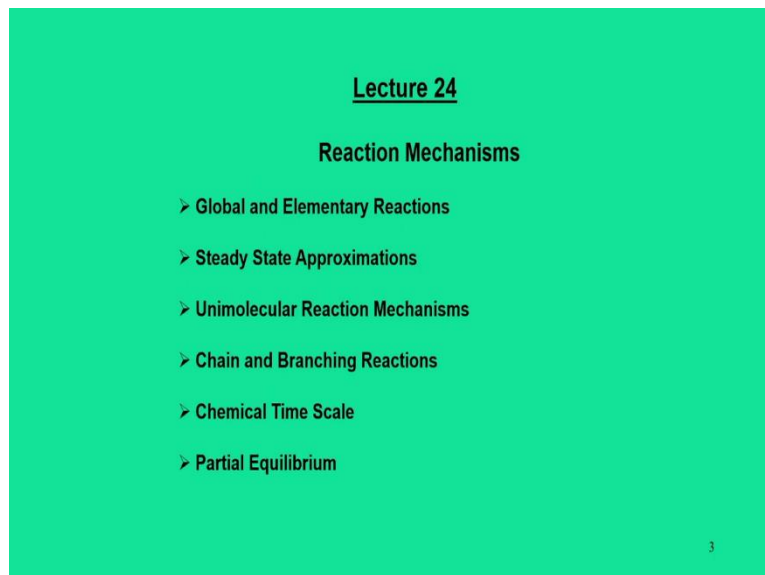 Lecture 24
Reaction Mechanisms
➢ Global and Elementary Reactions
➢ Steady State Approximations
➢ Unimolecular Reaction Mechanisms
➢ Chain and Branching Reactions
➢ Chemical Time Scale
➢ Partial Equilibrium
3